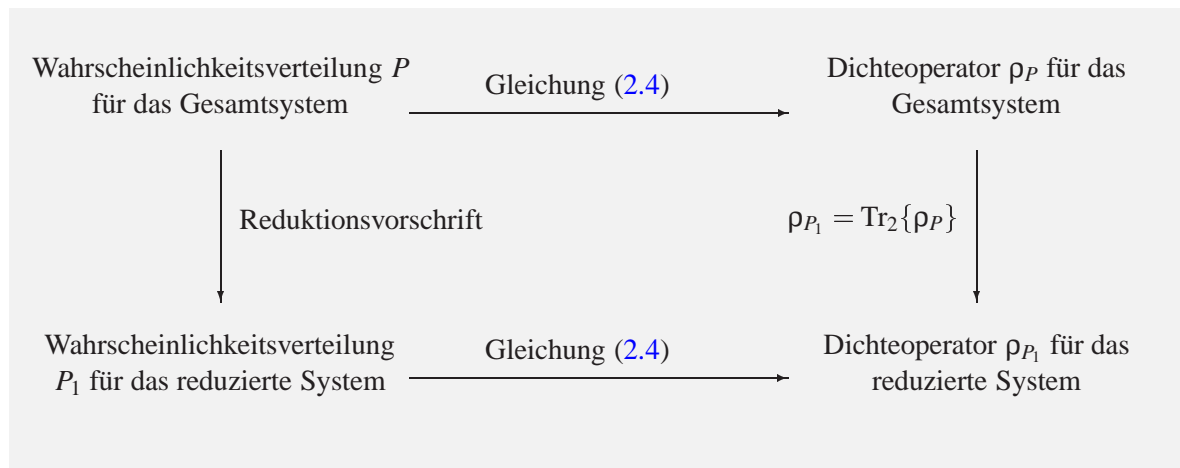 Wahrscheinlichkeitsverteilung P
für das Gesamtsystem
Gleichung (2.4)
Dichteoperator ρ_P für das
Gesamtsystem
Reduktionsvorschrift
ρ_{P_1} = Tr_2{ρ_P}
Wahrscheinlichkeitsverteilung
P_1 für das reduzierte System
Gleichung (2.4)
Dichteoperator ρ_{P_1} für das
reduzierte System